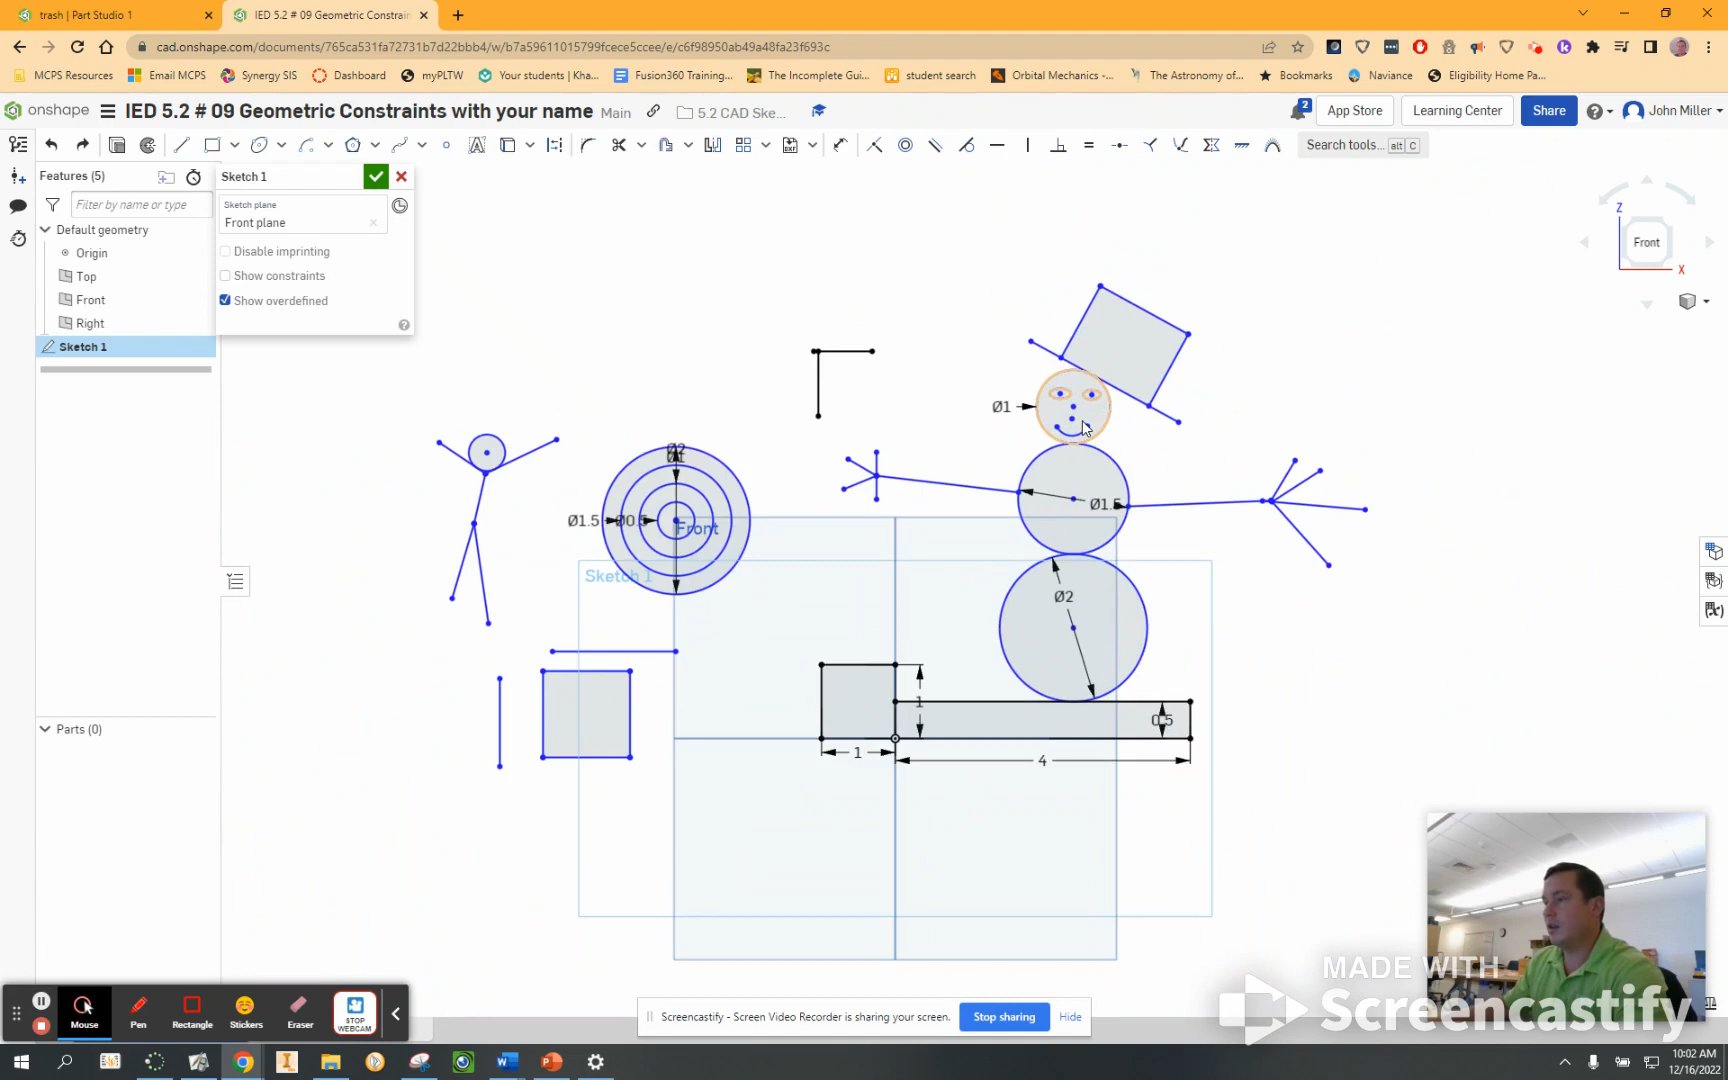 trash | Part Studio 1
IED 5.2 # 09 Geometric Constrain
cad.onshape.com/documents/765ca531fa72731b7d22bbb4/w/b7a59611015799fcece5ccee/e/c6f98950ab49a48fa23f693c
MCPS Resources Email MCPS Synergy SIS Dashboard myPLTW Your students | Kha... Fusion360 Training... The Incomplete Gui... student search Orbital Mechanics -... The Astronomy of... Bookmarks Naviance Eligibility Home Pa...
onshape IED 5.2 # 09 Geometric Constraints with your name Main 5.2 CAD Ske... 2 App Store Learning Center Share John Miller
Search tools... alt C
Features (5)
Filter by name or type
Default geometry
Origin
Top
Front
Right
Sketch 1
Parts (0)
Sketch 1
Sketch plane
Front plane
Disable imprinting
Show constraints
Show overdefined
Z
Front
X
Ø1
Ø1.5
Ø1.5
Front
Sketch 1
Ø2
1
0.5
1
4
MADE WITH
Screencastify
Mouse Pen Rectangle Stickers Eraser STOP WEBCAM
Screencastify - Screen Video Recorder is sharing your screen. Stop sharing Hide
10:02 AM
12/16/2022